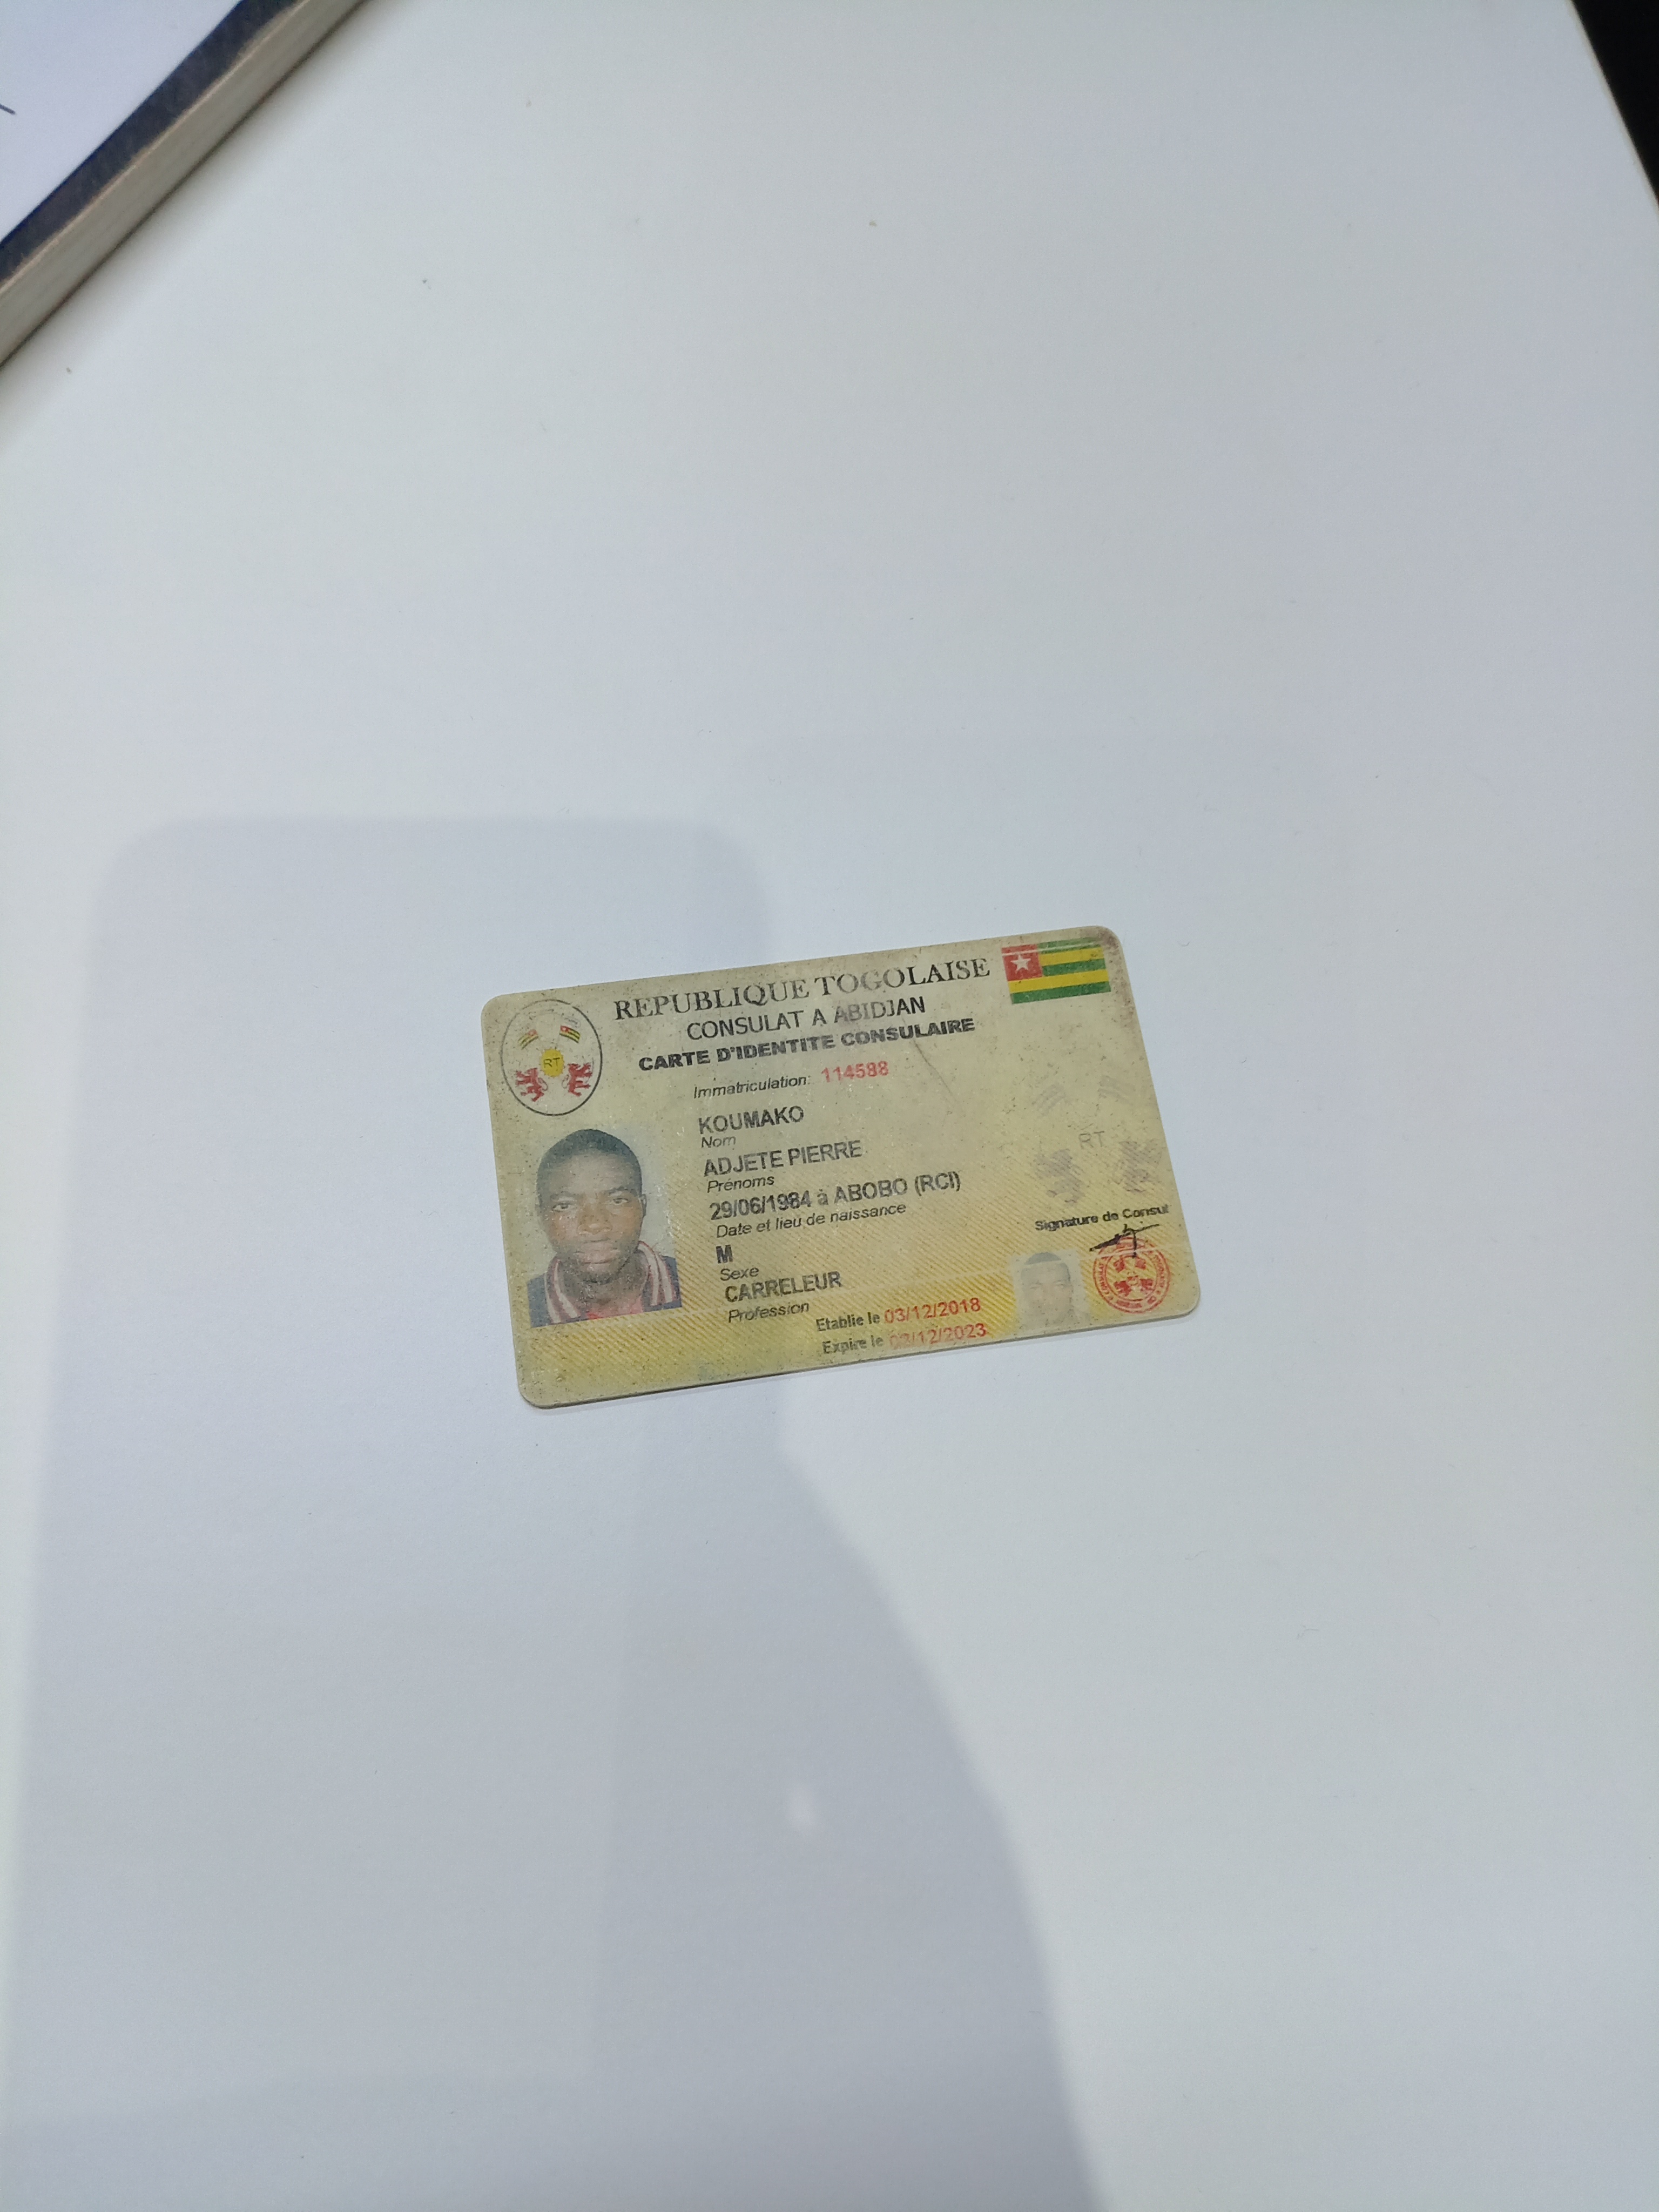 REPUBLIQUE TOGOLAISE
CONSULAT A ABIDJAN
CARTE D'IDENTITE CONSULAIRE
Immatriculation: 114588
RT
KOUMAKO
Nom
ADJETE PIERRE
Prénoms
29/06/1984 à ABOBO (RCI)
Date et lieu de naissance
M
Sexe
CARRELEUR
Profession
RT
Signature de Consul
Etablie le 03/12/2018
Expire le 03/12/2023